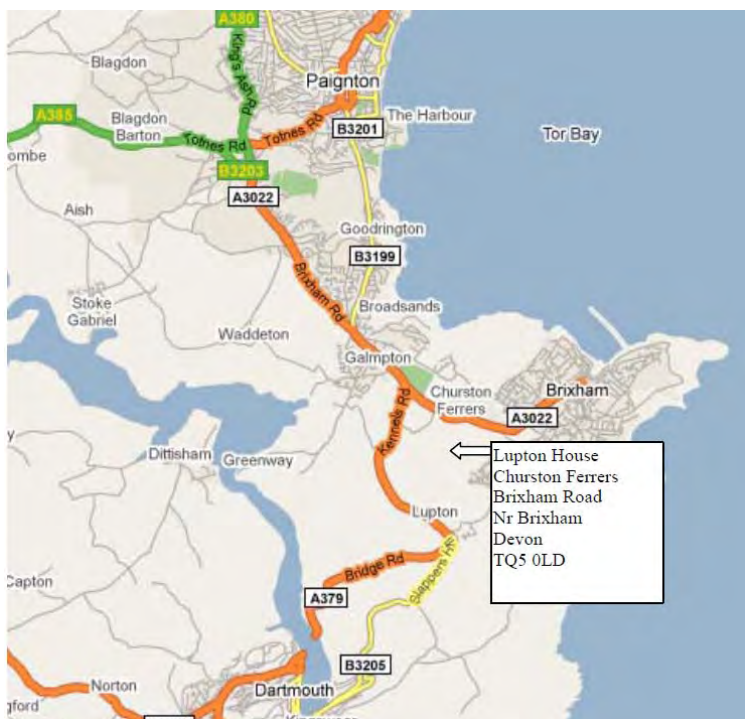 A380
King's Ash Rd
Blagdon
Paignton
A385
Blagdon
Barton
Totnes Rd
Totnes Rd
B3201
The Harbour
Tor Bay
ombe
B3203
A3022
Aish
Goodrington
B3199
Brixham Rd
Stoke
Gabriel
Broadsands
Waddeton
Galmpton
Churston
Ferrers
Brixham
A3022
Kennels Rd
Dittisham
Greenway
Lupton House
Churston Ferrers
Brixham Road
Nr Brixham
Devon
TQ5 0LD
Lupton
Capton
Bridge Rd
Slappers Hill
A379
B3205
Norton
Dartmouth
gford